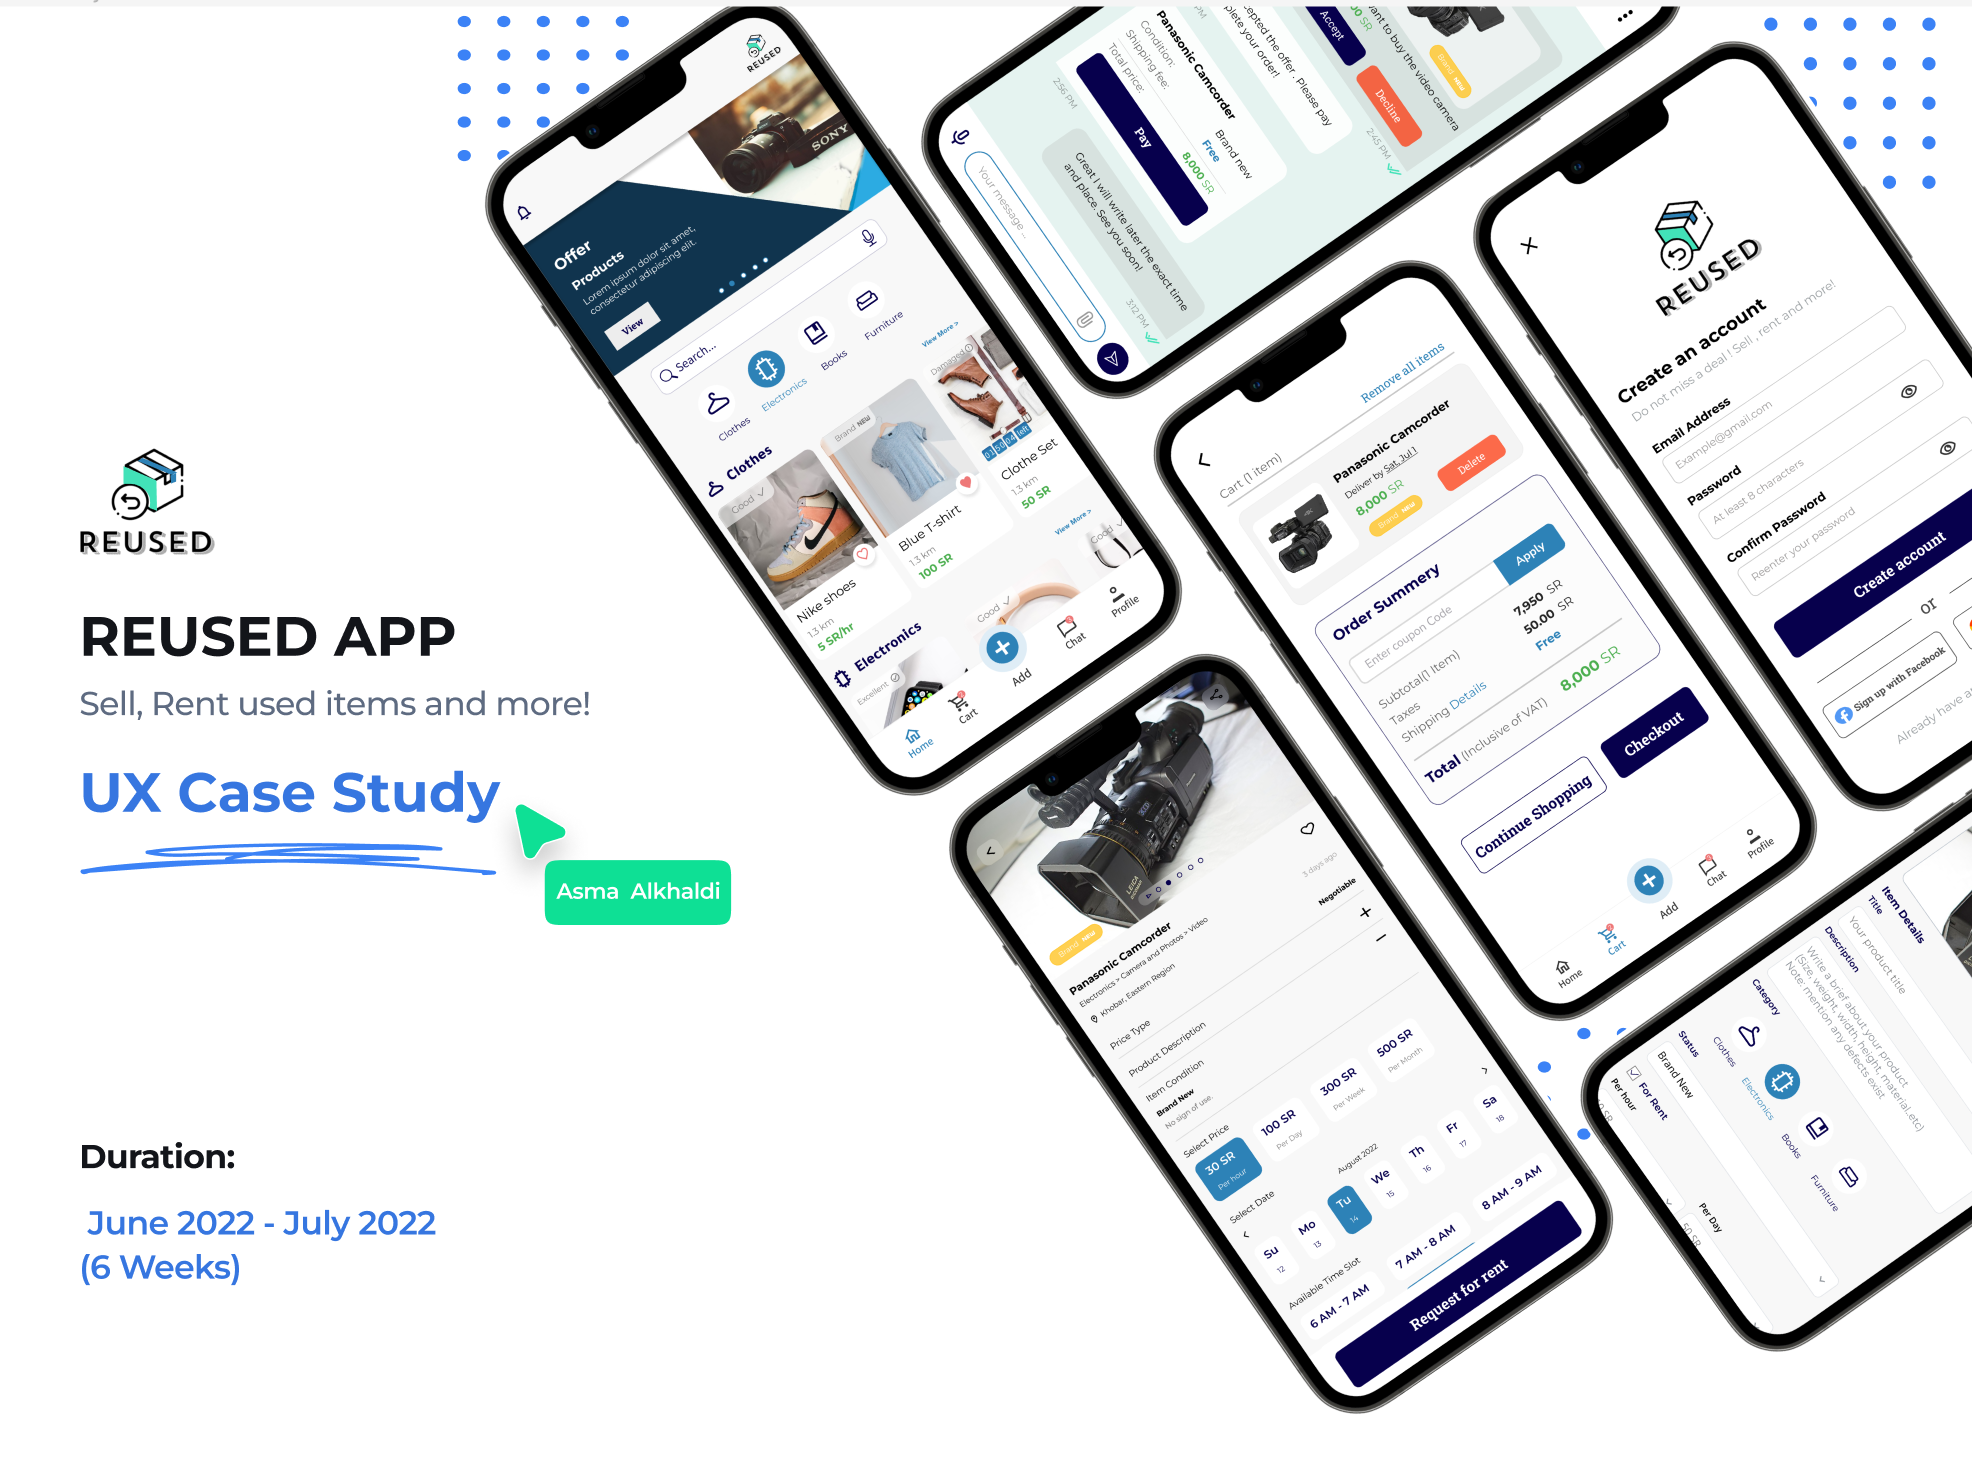 REUSED
REUSED APP
Sell, Rent used items and more!
UX Case Study
Asma Alkhaldi
Duration:
June 2022 - July 2022
(6 Weeks)
REUSED
SONY
Offer
Products
Lorem ipsum dolor sit amet,
consectetur adipiscing elit.
View
Search...
Clothes
Electronics
Books
Furniture
View More >
Clothes
Good
Brand NEW
Damaged
Nike shoes
1.3 km
5 SR/hr
Blue T-shirt
1.3 km
100 SR
left
Clothe Set
1.3 km
50 SR
View More >
Electronics
Excellent
Good
Good
Home
Cart
Add
Chat
Profile
PM
Panasonic Camcorder
Condition: Brand new
Shipping fee: Free
Total price: 8,000 SR
Pay
2:56 PM
cepted the offer . Please pay
plete your order!
Accept
Decline
ant to buy the video camera
Brand NEW
2:45 PM
Great I will write later the exact time
and place. See you soon!
3:12 PM
Your message...
REUSED
Create an account
Do not miss a deal ! Sell , rent and more!
Email Address
Example@gmail.com
Password
At least 8 characters
Confirm Password
Reenter your password
Create account
or
Sign up with Facebook
Already have a
Remove all items
Cart (1 item)
Panasonic Camcorder
Deliver by Sat, Jul 1
8,000 SR
Brand NEW
Delete
Order Summery
Enter coupon Code
Apply
Subtotal(1 Item) 7,950 SR
Taxes 50.00 SR
Shipping Details Free
Total (Inclusive of VAT) 8,000 SR
Continue Shopping
Checkout
Home
Cart
Add
Chat
Profile
LEICA
Brand NEW
3 days ago
Panasonic Camcorder
Electronics > Camera and Photos > Video
Khobar, Eastern Region
Price Type
Negotiable
Product Description
Item Condition
Brand New
No sign of use.
Select Price
30 SR
Per hour
100 SR
Per Day
300 SR
Per Week
500 SR
Per Month
Select Date
August 2022
Su
12
Mo
13
Tu
14
We
15
Th
16
Fr
17
Sa
18
Available Time Slot
6 AM - 7 AM
7 AM - 8 AM
8 AM - 9 AM
Request for rent
Item Details
Title
Your product title
Description
Write a brief about your product
(Size, weight, width, height, material..etc)
Note: mention any defects exist
Category
Clothes
Electronics
Books
Furniture
Status
Brand New
For Rent
Per hour
Per Day
50 SR